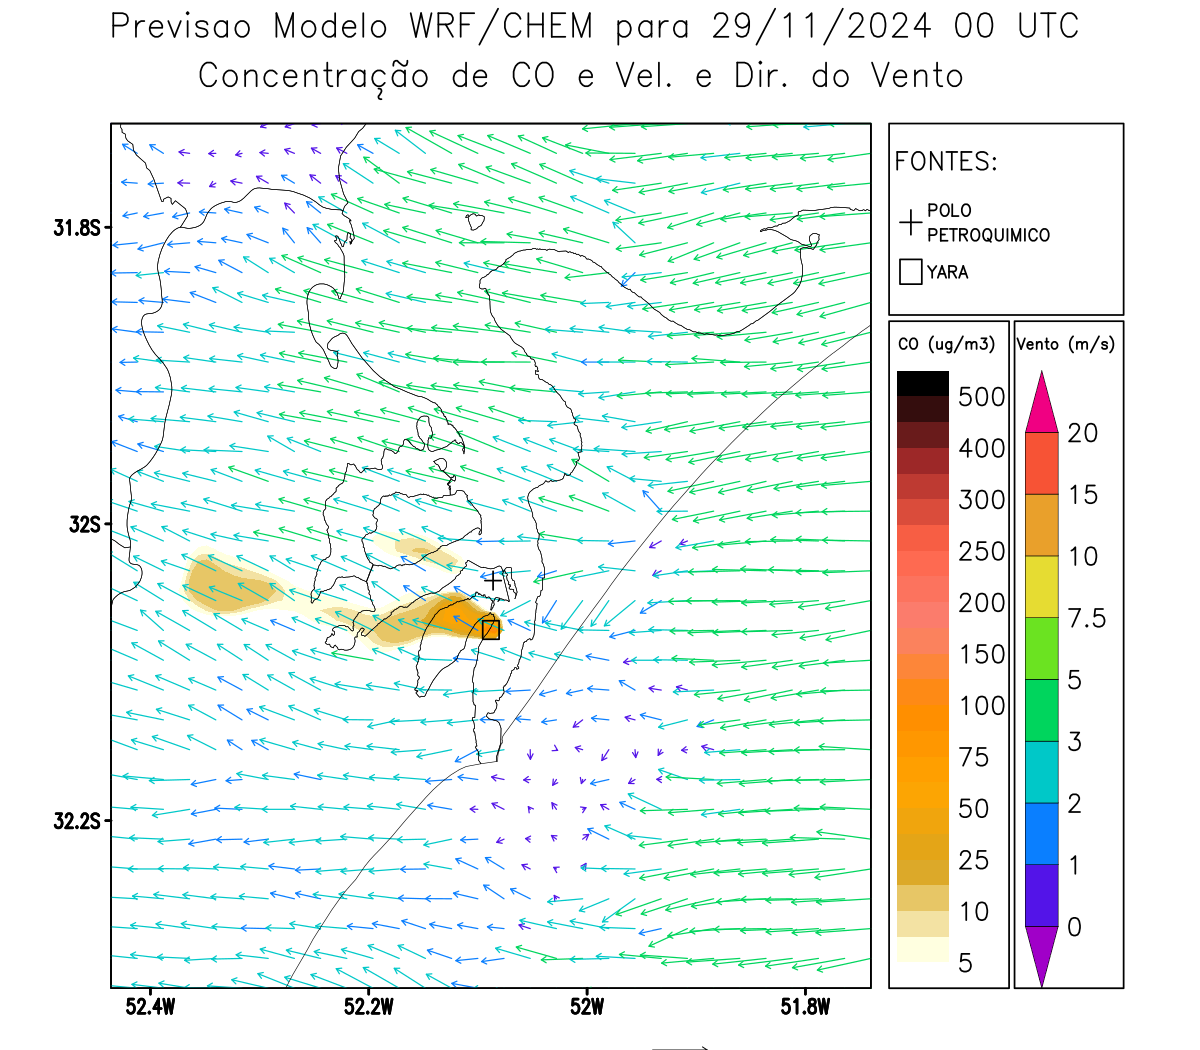 Previsao Modelo WRF/CHEM para 29/11/2024 00 UTC
Concentração de CO e Vel. e Dir. do Vento
FONTES:
POLO
PETROQUIMICO
YARA
CO (ug/m3)
500
400
300
250
200
150
100
75
50
25
10
5
Vento (m/s)
20
15
10
7.5
5
3
2
1
0
31.8S
32S
32.2S
52.4W
52.2W
52W
51.8W